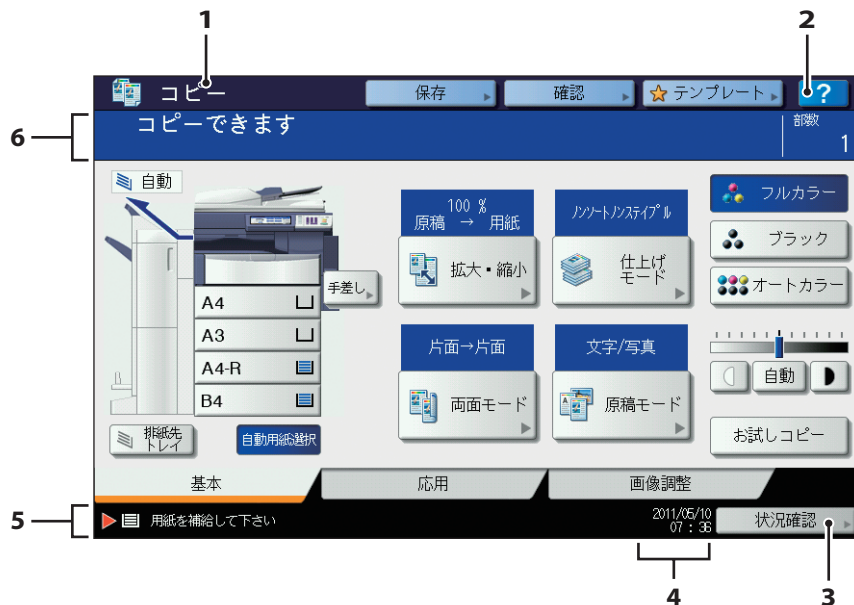 1
2
コピー
保存
確認
テンプレート
?
6
コピーできます
部数
1
自動
100 %
原稿 → 用紙
拡大・縮小
ノンソートノンステイプル
仕上げ
モード
フルカラー
ブラック
オートカラー
手差し
A4
A3
A4-R
B4
片面→片面
両面モード
文字/写真
原稿モード
自動
排紙先
トレイ
自動用紙選択
お試しコピー
基本
応用
画像調整
5
用紙を補給して下さい
2011/05/10
07 : 36
状況確認
4
3